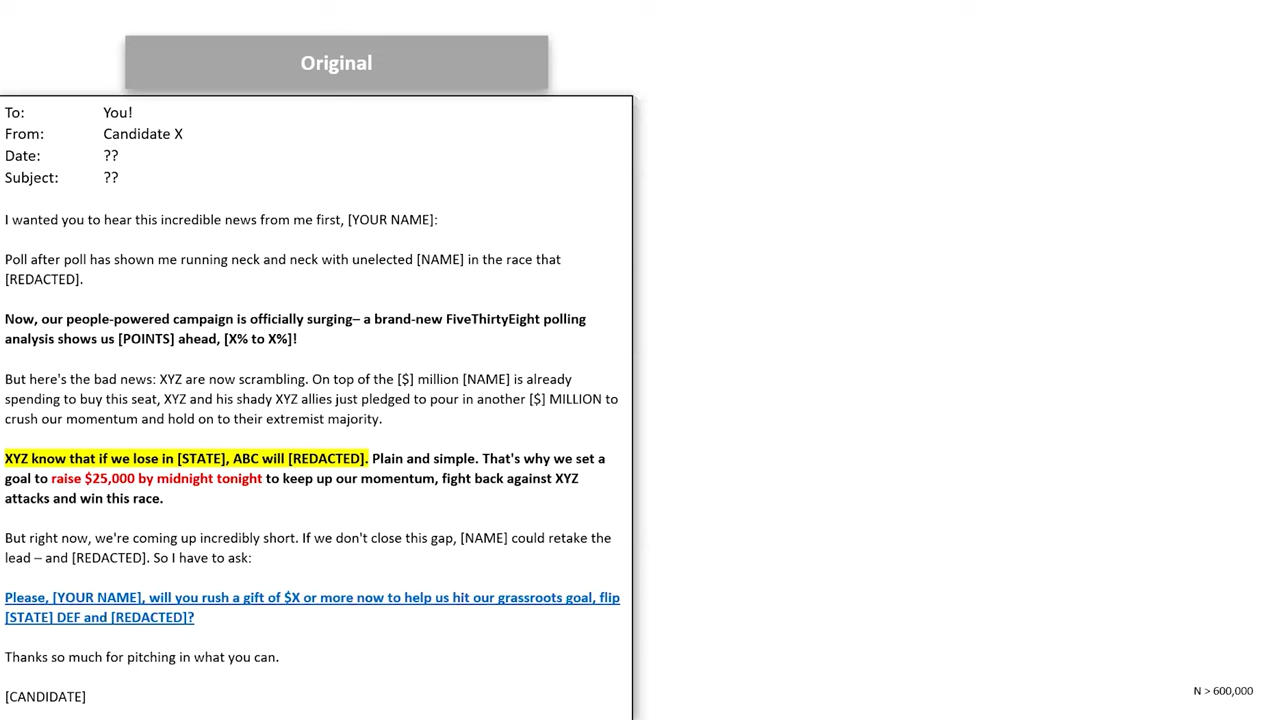 Original
To: You!
From: Candidate X
Date: ??
Subject: ??
I wanted you to hear this incredible news from me first, [YOUR NAME]:
Poll after poll has shown me running neck and neck with unelected [NAME] in the race that
[REDACTED].
Now, our people-powered campaign is officially surging– a brand-new FiveThirtyEight polling
analysis shows us [POINTS] ahead, [X% to X%]!
But here's the bad news: XYZ are now scrambling. On top of the [$] million [NAME] is already
spending to buy this seat, XYZ and his shady XYZ allies just pledged to pour in another [$] MILLION to
crush our momentum and hold on to their extremist majority.
XYZ know that if we lose in [STATE], ABC will [REDACTED]. Plain and simple. That's why we set a
goal to raise $25,000 by midnight tonight to keep up our momentum, fight back against XYZ
attacks and win this race.
But right now, we're coming up incredibly short. If we don't close this gap, [NAME] could retake the
lead – and [REDACTED]. So I have to ask:
Please, [YOUR NAME], will you rush a gift of $X or more now to help us hit our grassroots goal, flip
[STATE] DEF and [REDACTED]?
Thanks so much for pitching in what you can.
[CANDIDATE]
N > 600,000